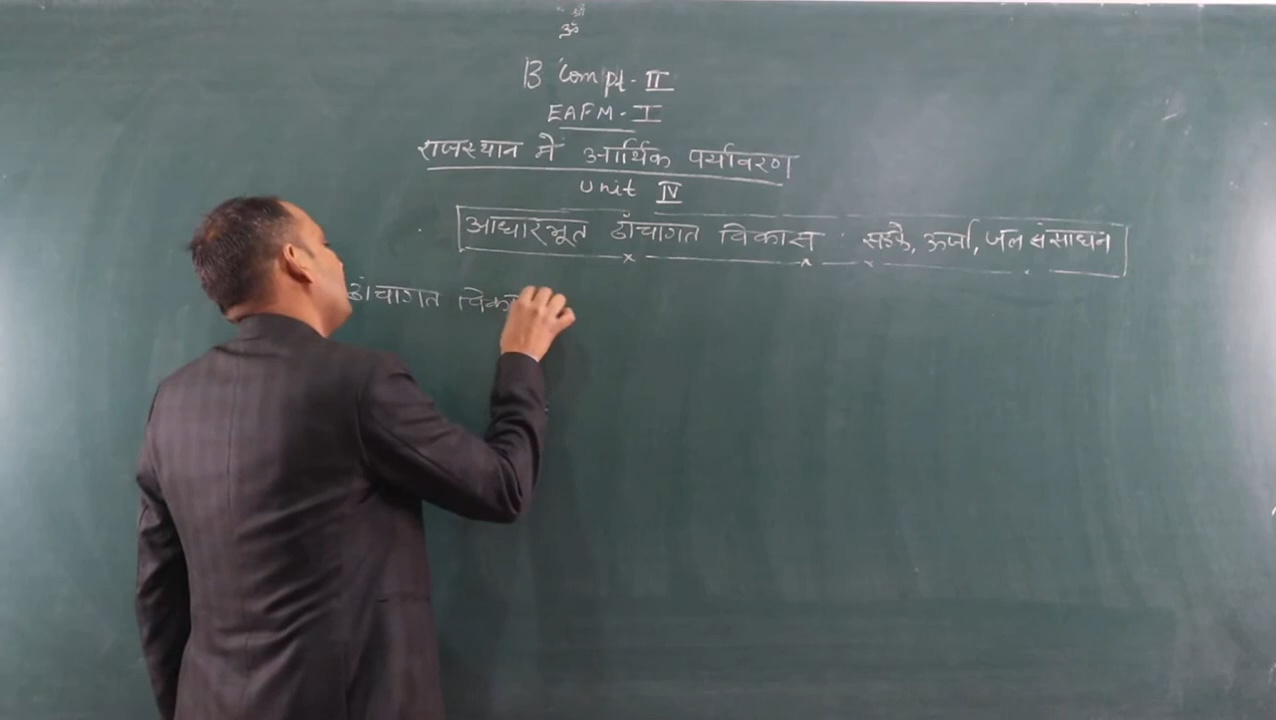 श्री
ॐ
B Com pt- II
EAFM- I
राजस्थान में आर्थिक पर्यावरण
Unit IV
आधारभूत ढाँचागत विकास : सड़कें, ऊर्जा, जल संसाधन
ढांचागत विका